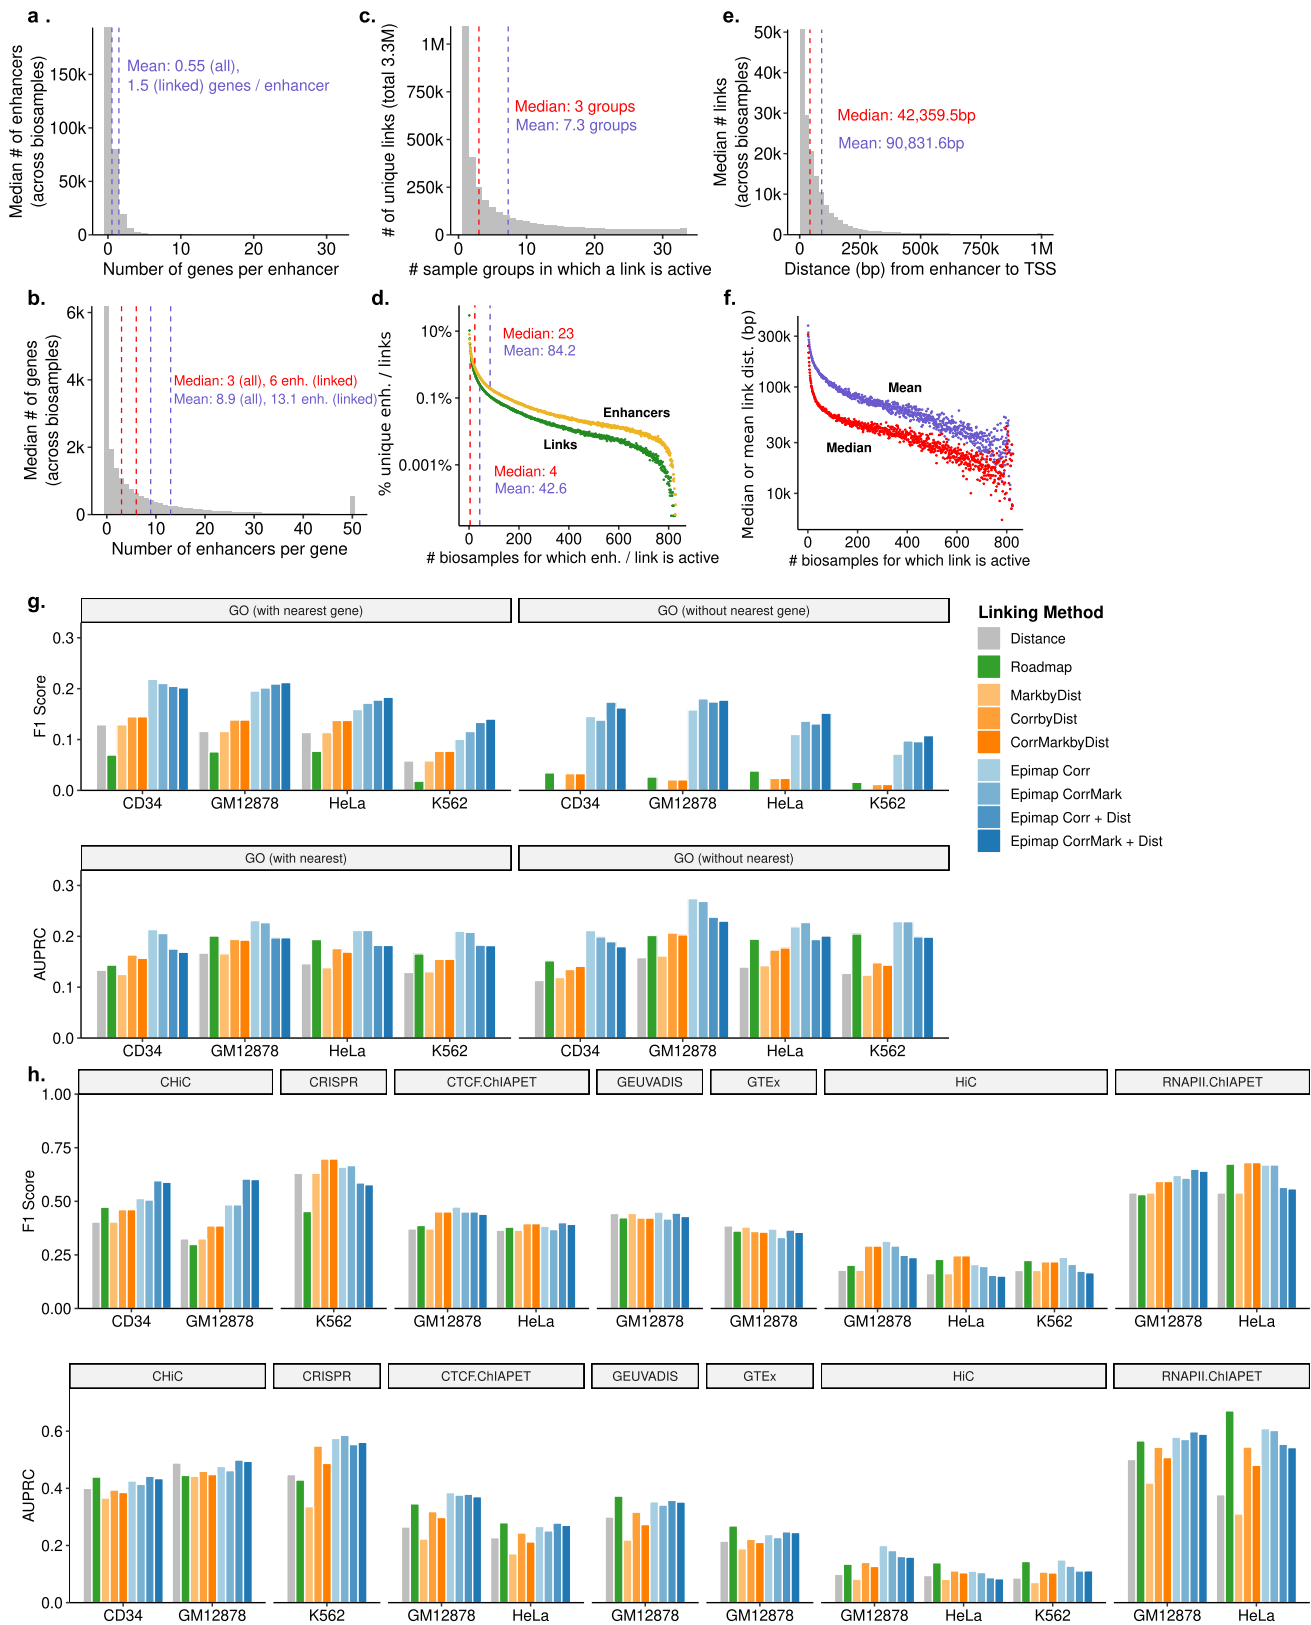 a .
Median # of enhancers
(across biosamples)
150k
100k
50k
0
Mean: 0.55 (all),
1.5 (linked) genes / enhancer
0 10 20 30
Number of genes per enhancer
c.
# of unique links (total 3.3M)
1M
750k
500k
250k
0
Median: 3 groups
Mean: 7.3 groups
0 10 20 30
# sample groups in which a link is active
e.
Median # links
(across biosamples)
50k
40k
30k
20k
10k
0
Median: 42,359.5bp
Mean: 90,831.6bp
0 250k 500k 750k 1M
Distance (bp) from enhancer to TSS
b.
Median # of genes
(across biosamples)
6k
4k
2k
0
Median: 3 (all), 6 enh. (linked)
Mean: 8.9 (all), 13.1 enh. (linked)
0 10 20 30 40 50
Number of enhancers per gene
d.
% unique enh. / links
10%
0.1%
0.001%
Median: 23
Mean: 84.2
Enhancers
Links
Median: 4
Mean: 42.6
0 200 400 600 800
# biosamples for which enh. / link is active
f.
Median or mean link dist. (bp)
300k
100k
30k
10k
Mean
Median
0 200 400 600 800
# biosamples for which link is active
g.
GO (with nearest gene) GO (without nearest gene)
F1 Score
0.3
0.2
0.1
0.0
CD34 GM12878 HeLa K562 CD34 GM12878 HeLa K562
GO (with nearest) GO (without nearest)
AUPRC
0.3
0.2
0.1
0.0
CD34 GM12878 HeLa K562 CD34 GM12878 HeLa K562
Linking Method
Distance
Roadmap
MarkbyDist
CorrbyDist
CorrMarkbyDist
Epimap Corr
Epimap CorrMark
Epimap Corr + Dist
Epimap CorrMark + Dist
h.
CHiC CRISPR CTCF.ChIAPET GEUVADIS GTEx HiC RNAPII.ChIAPET
F1 Score
1.00
0.75
0.50
0.25
0.00
CD34 GM12878 K562 GM12878 HeLa GM12878 GM12878 GM12878 HeLa K562 GM12878 HeLa
CHiC CRISPR CTCF.ChIAPET GEUVADIS GTEx HiC RNAPII.ChIAPET
AUPRC
0.6
0.4
0.2
0.0
CD34 GM12878 K562 GM12878 HeLa GM12878 GM12878 GM12878 HeLa K562 GM12878 HeLa